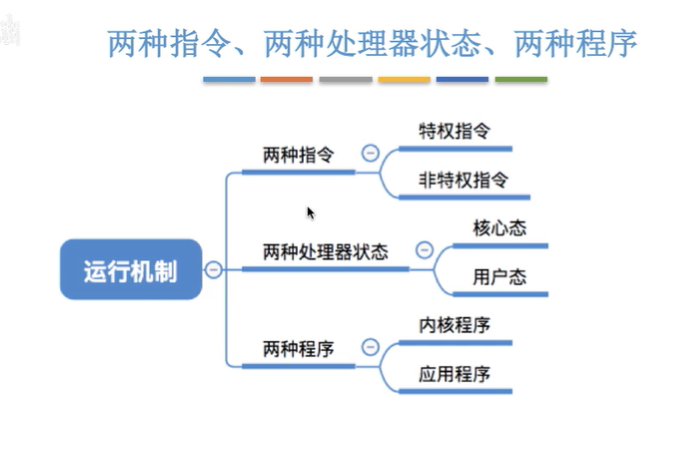 两种指令、两种处理器状态、两种程序
运行机制
两种指令
特权指令
非特权指令
两种处理器状态
核心态
用户态
两种程序
内核程序
应用程序